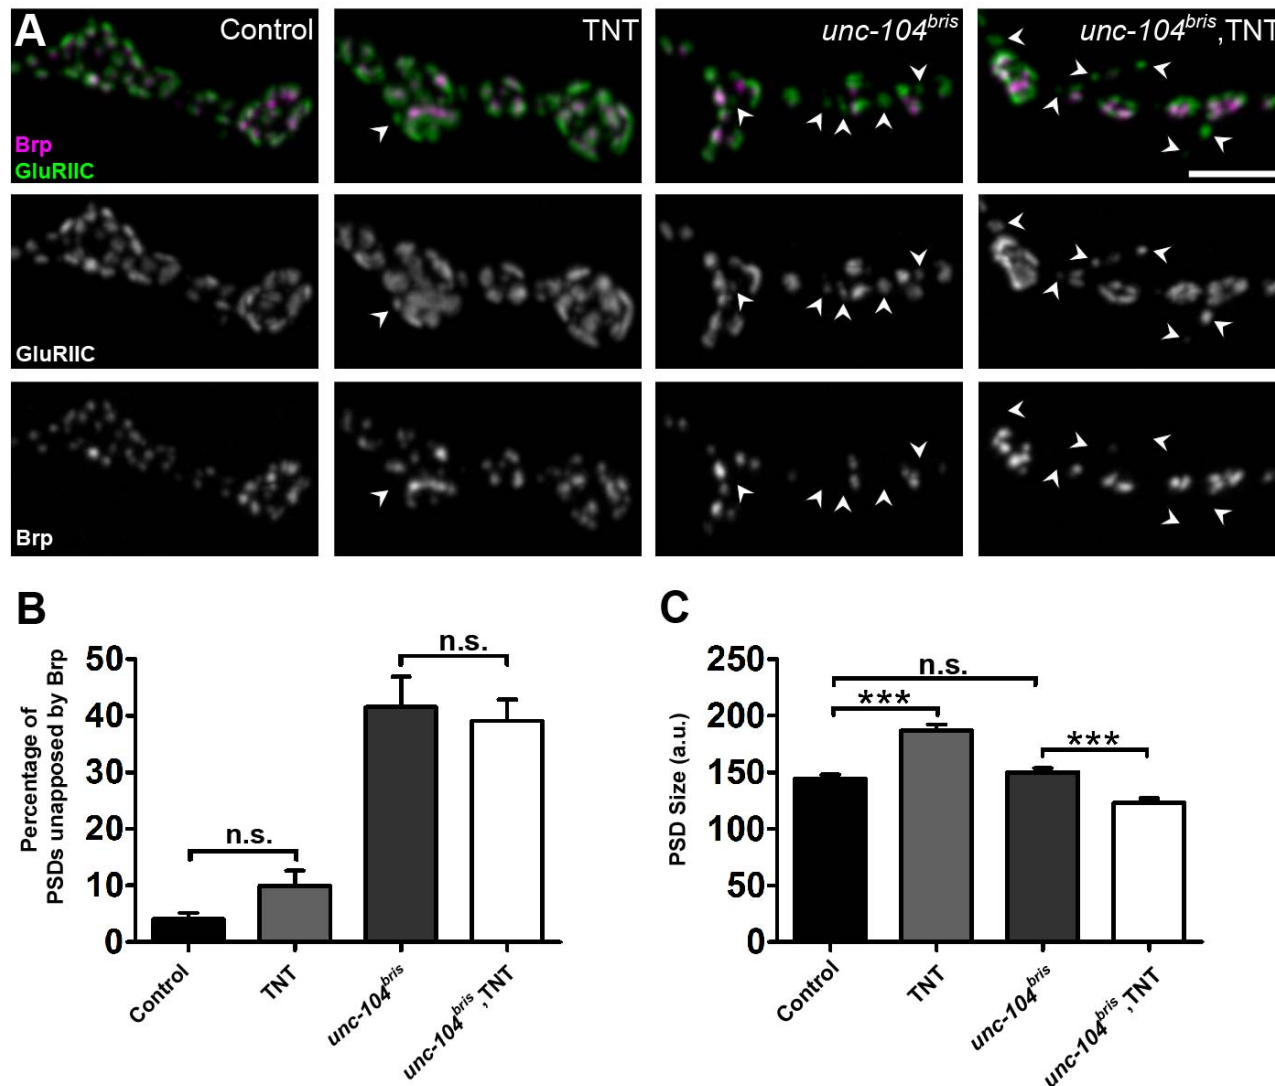 A
Control
TNT
unc-104bris
unc-104bris,TNT
Brp
GluRIIC
GluRIIC
Brp
B
Percentage of
PSDs unapposed by Brp
50
40
30
20
10
0
n.s.
n.s.
Control
TNT
unc-104bris
unc-104bris,TNT
C
PSD Size (a.u.)
250
200
150
100
50
0
n.s.
***
***
Control
TNT
unc-104bris
unc-104bris,TNT